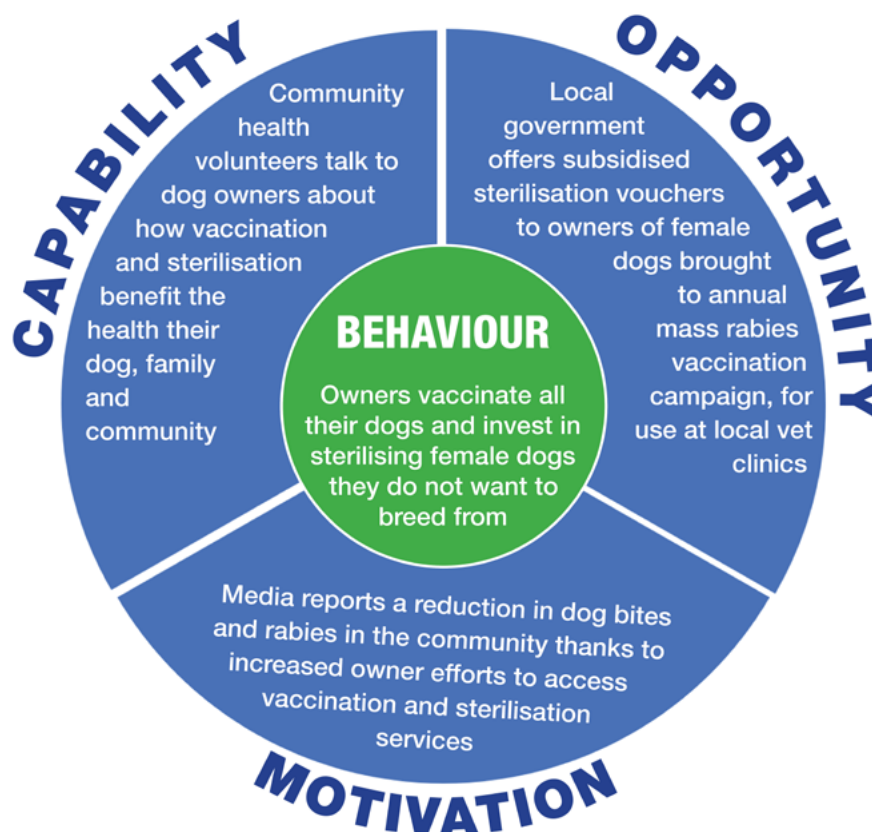 CAPABILITY
Community
health
volunteers talk to
dog owners about
how vaccination
and sterilisation
benefit the
health their
dog, family
and
community
OPPORTUNITY
Local
government
offers subsidised
sterilisation vouchers
to owners of female
dogs brought
to annual
mass rabies
vaccination
campaign, for
use at local vet
clinics
BEHAVIOUR
Owners vaccinate all
their dogs and invest in
sterilising female dogs
they do not want to
breed from
Media reports a reduction in dog bites
and rabies in the community thanks to
increased owner efforts to access
vaccination and sterilisation
services
MOTIVATION